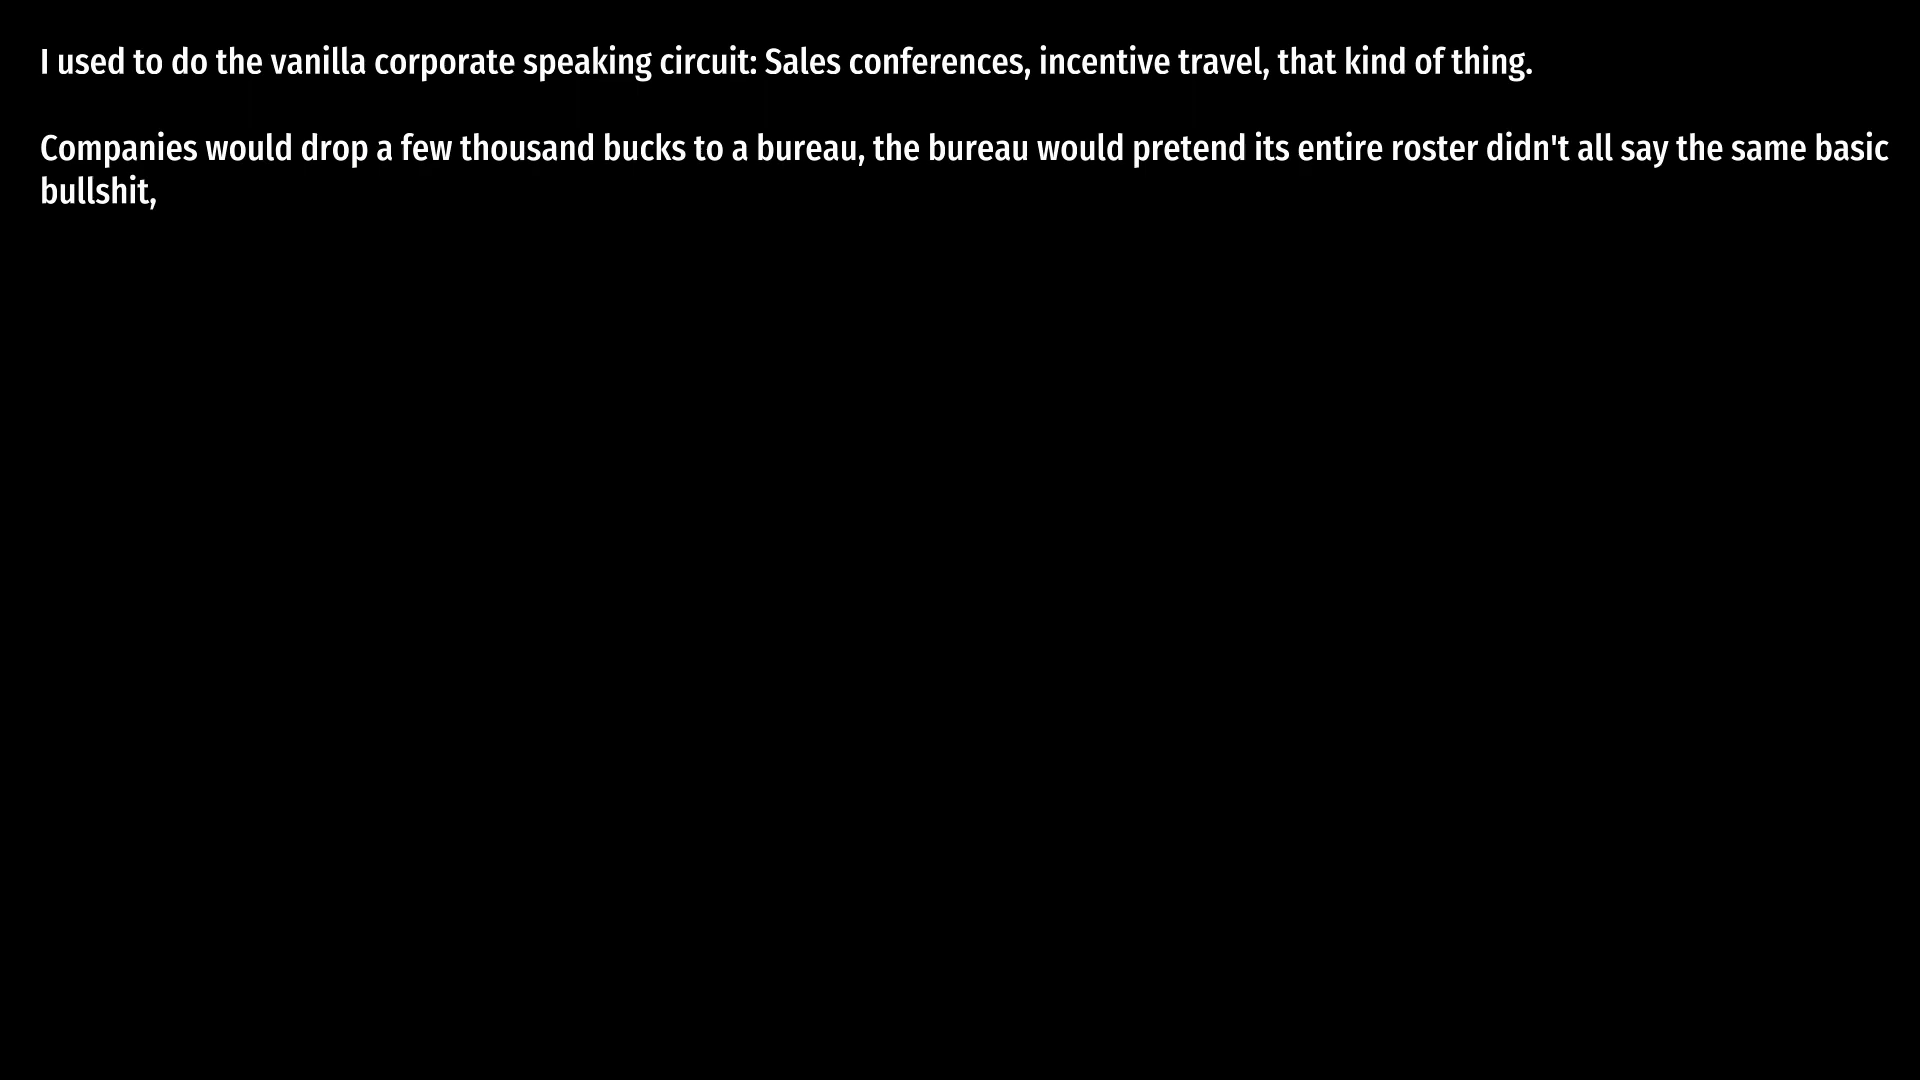 I used to do the vanilla corporate speaking circuit: Sales conferences, incentive travel, that kind of thing.
Companies would drop a few thousand bucks to a bureau, the bureau would pretend its entire roster didn't all say the same basic
bullshit,